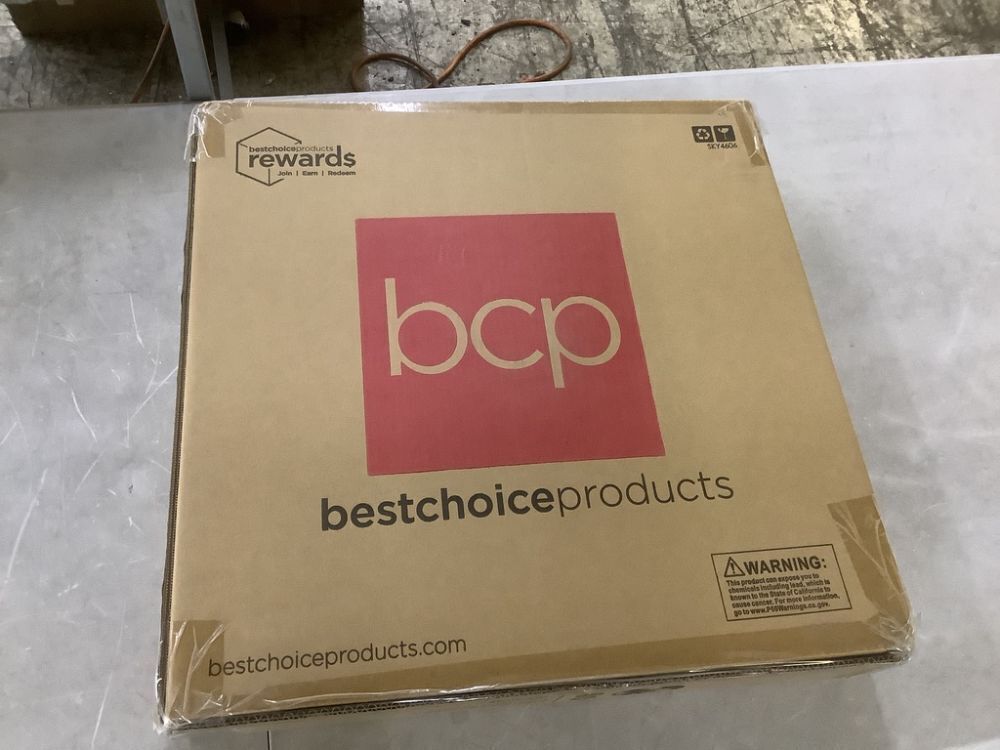 bestchoiceproducts
rewards
Join | Earn | Redeem
SKY4606
bcp
bestchoiceproducts
WARNING:
This product can expose you to
chemicals including lead, which is
known to the State of California to
cause cancer. For more information,
go to www.P65Warnings.ca.gov.
bestchoiceproducts.com